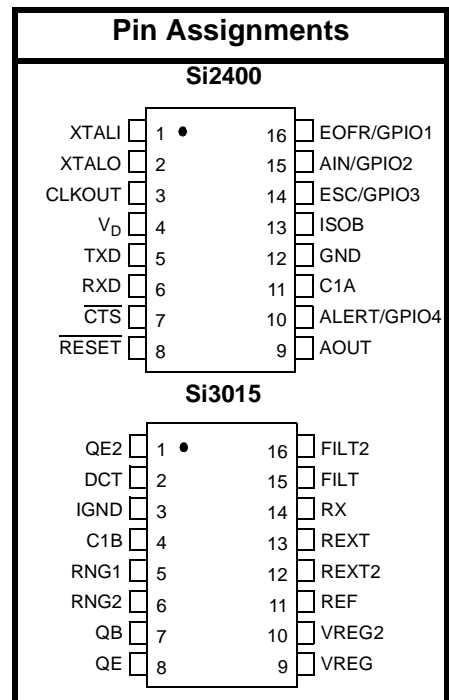 Pin Assignments
Si2400
XTALI 1 16 EOFR/GPIO1
XTALO 2 15 AIN/GPIO2
CLKOUT 3 14 ESC/GPIO3
VD 4 13 ISOB
TXD 5 12 GND
RXD 6 11 C1A
CTS 7 10 ALERT/GPIO4
RESET 8 9 AOUT
Si3015
QE2 1 16 FILT2
DCT 2 15 FILT
IGND 3 14 RX
C1B 4 13 REXT
RNG1 5 12 REXT2
RNG2 6 11 REF
QB 7 10 VREG2
QE 8 9 VREG